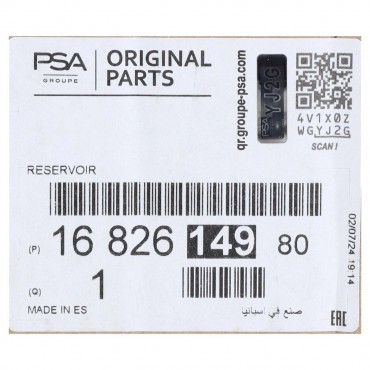 PSA
GROUPE
ORIGINAL
PARTS
qr.groupe-psa.com
PSA YJ2G
4V1X0Z
WGYJ2G
SCAN!
RESERVOIR
(P) 16 826 149 80
(Q) 1
MADE IN ES
صنع في اسبانيا
02/07/24 19:14
EAC